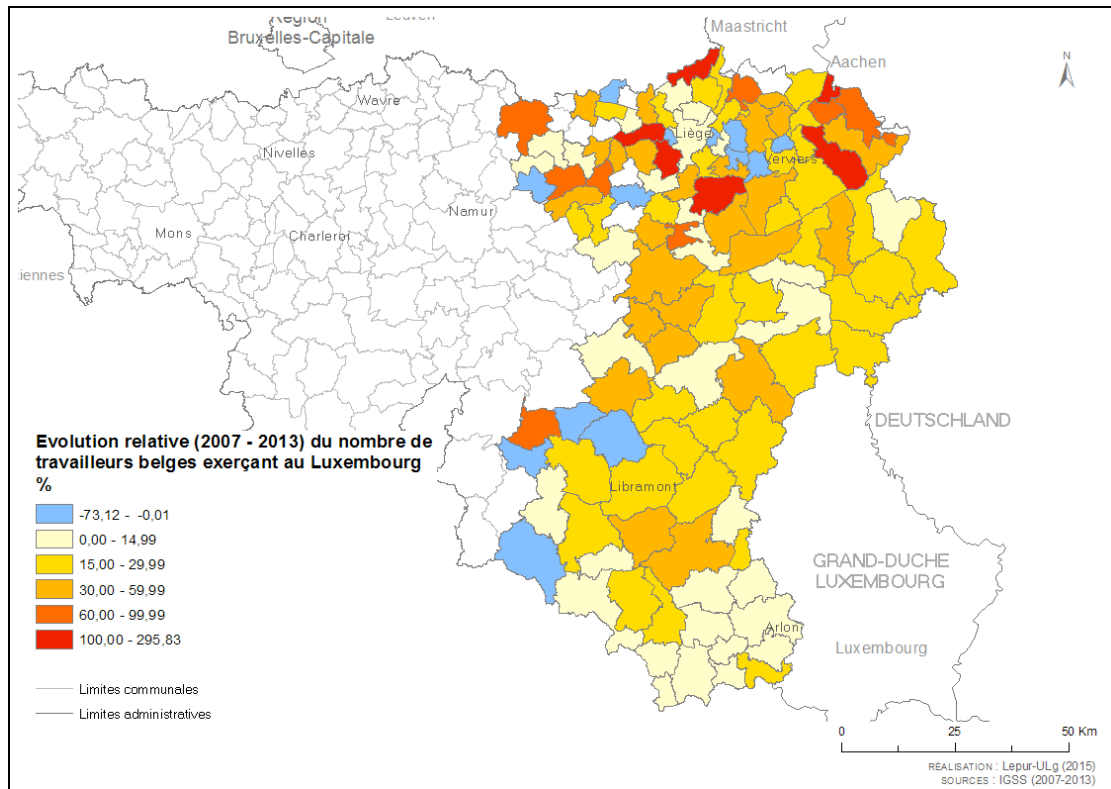 Région
Bruxelles-Capitale
Leuven
Maastricht
Aachen
N
Wavre
Liège
Nivelles
Verviers
Namur
Mons
Charleroi
iennes
DEUTSCHLAND
Evolution relative (2007 - 2013) du nombre de
travailleurs belges exerçant au Luxembourg
%
-73,12 - -0,01
0,00 - 14,99
15,00 - 29,99
30,00 - 59,99
60,00 - 99,99
100,00 - 295,83
Libramont
GRAND-DUCHE
LUXEMBOURG
Arlon
Luxembourg
Limites communales
Limites administratives
0 25 50 Km
RÉALISATION : Lepur-ULg (2015)
SOURCES : IGSS (2007-2013)